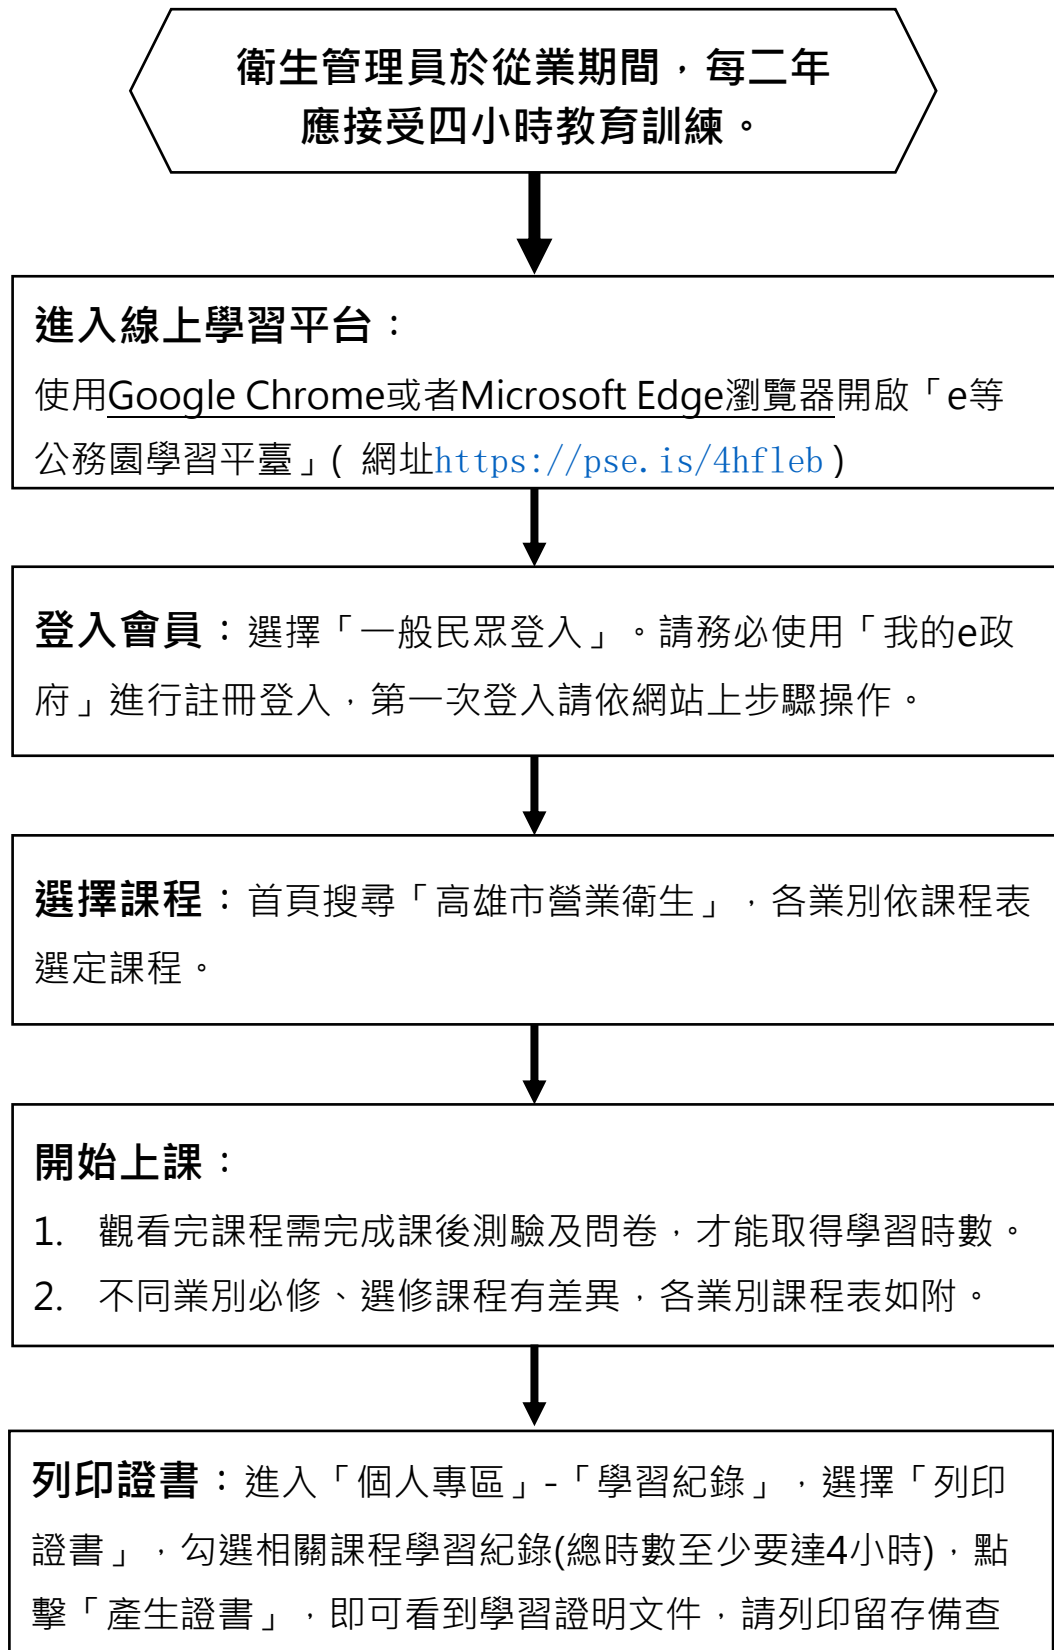 衛生管理員於從業期間，每二年
應接受四小時教育訓練。
進入線上學習平台：
使用Google Chrome或者Microsoft Edge瀏覽器開啟「e等
公務園學習平臺」( 網址https://pse.is/4hfleb)
登入會員：選擇「一般民眾登入」。請務必使用「我的e政
府」進行註冊登入，第一次登入請依網站上步驟操作。
選擇課程：首頁搜尋「高雄市營業衛生」，各業別依課程表
選定課程。
開始上課：
1. 觀看完課程需完成課後測驗及問卷，才能取得學習時數。
2. 不同業別必修、選修課程有差異，各業別課程表如附。
列印證書：進入「個人專區」-「學習紀錄」，選擇「列印
證書」，勾選相關課程學習紀錄(總時數至少要達4小時)，點
擊「產生證書」，即可看到學習證明文件，請列印留存備查